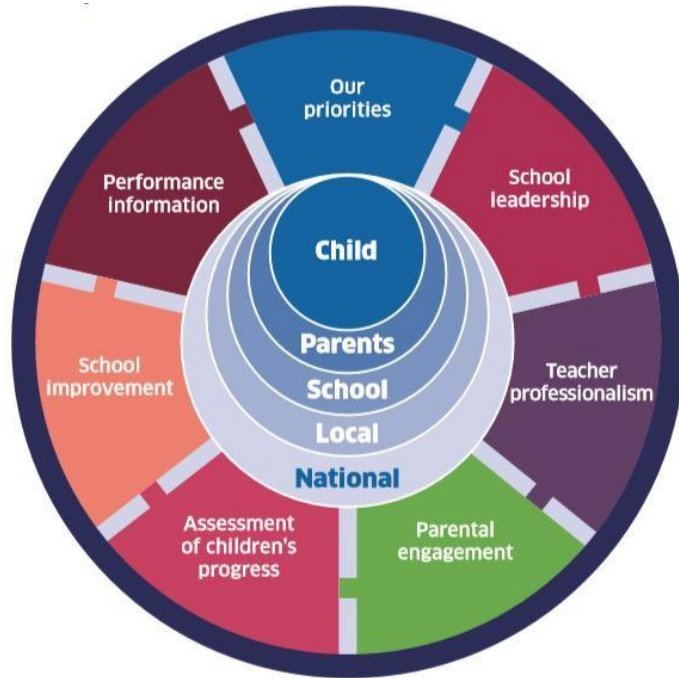 Our
priorities
School
leadership
Teacher
professionalism
Parental
engagement
Assessment
of children's
progress
School
improvement
Performance
information
Child
Parents
School
Local
National